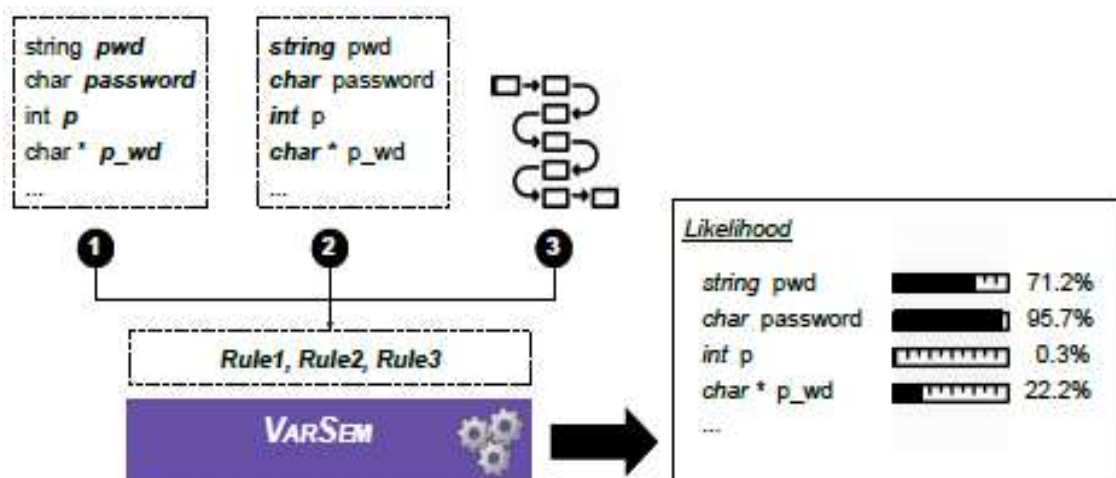 string pwd
char password
int p
char * p_wd
...
string pwd
char password
int p
char * p_wd
...
1
2
3
Rule1, Rule2, Rule3
VARSEM
Likelihood
string pwd 71.2%
char password 95.7%
int p 0.3%
char * p_wd 22.2%
...